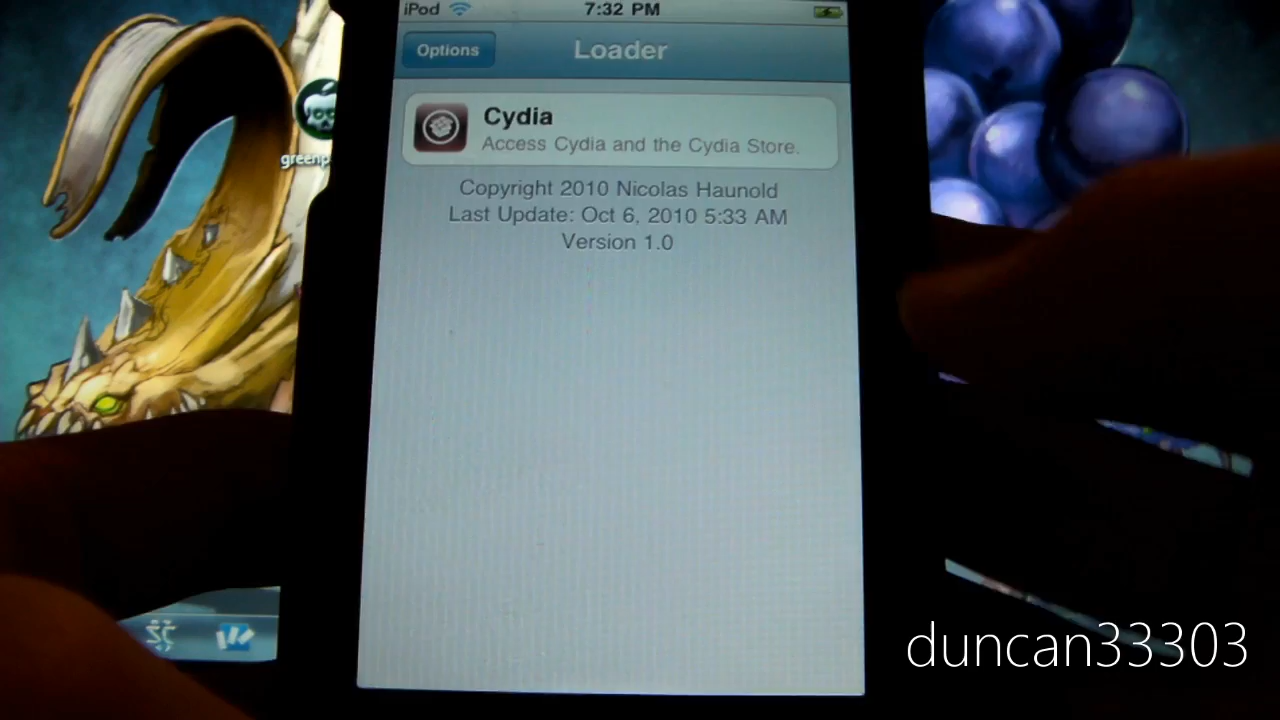 iPod
7:32 PM
Options
Loader
Cydia
Access Cydia and the Cydia Store.
Copyright 2010 Nicolas Haunold
Last Update: Oct 6, 2010 5:33 AM
Version 1.0
greenp
duncan33303